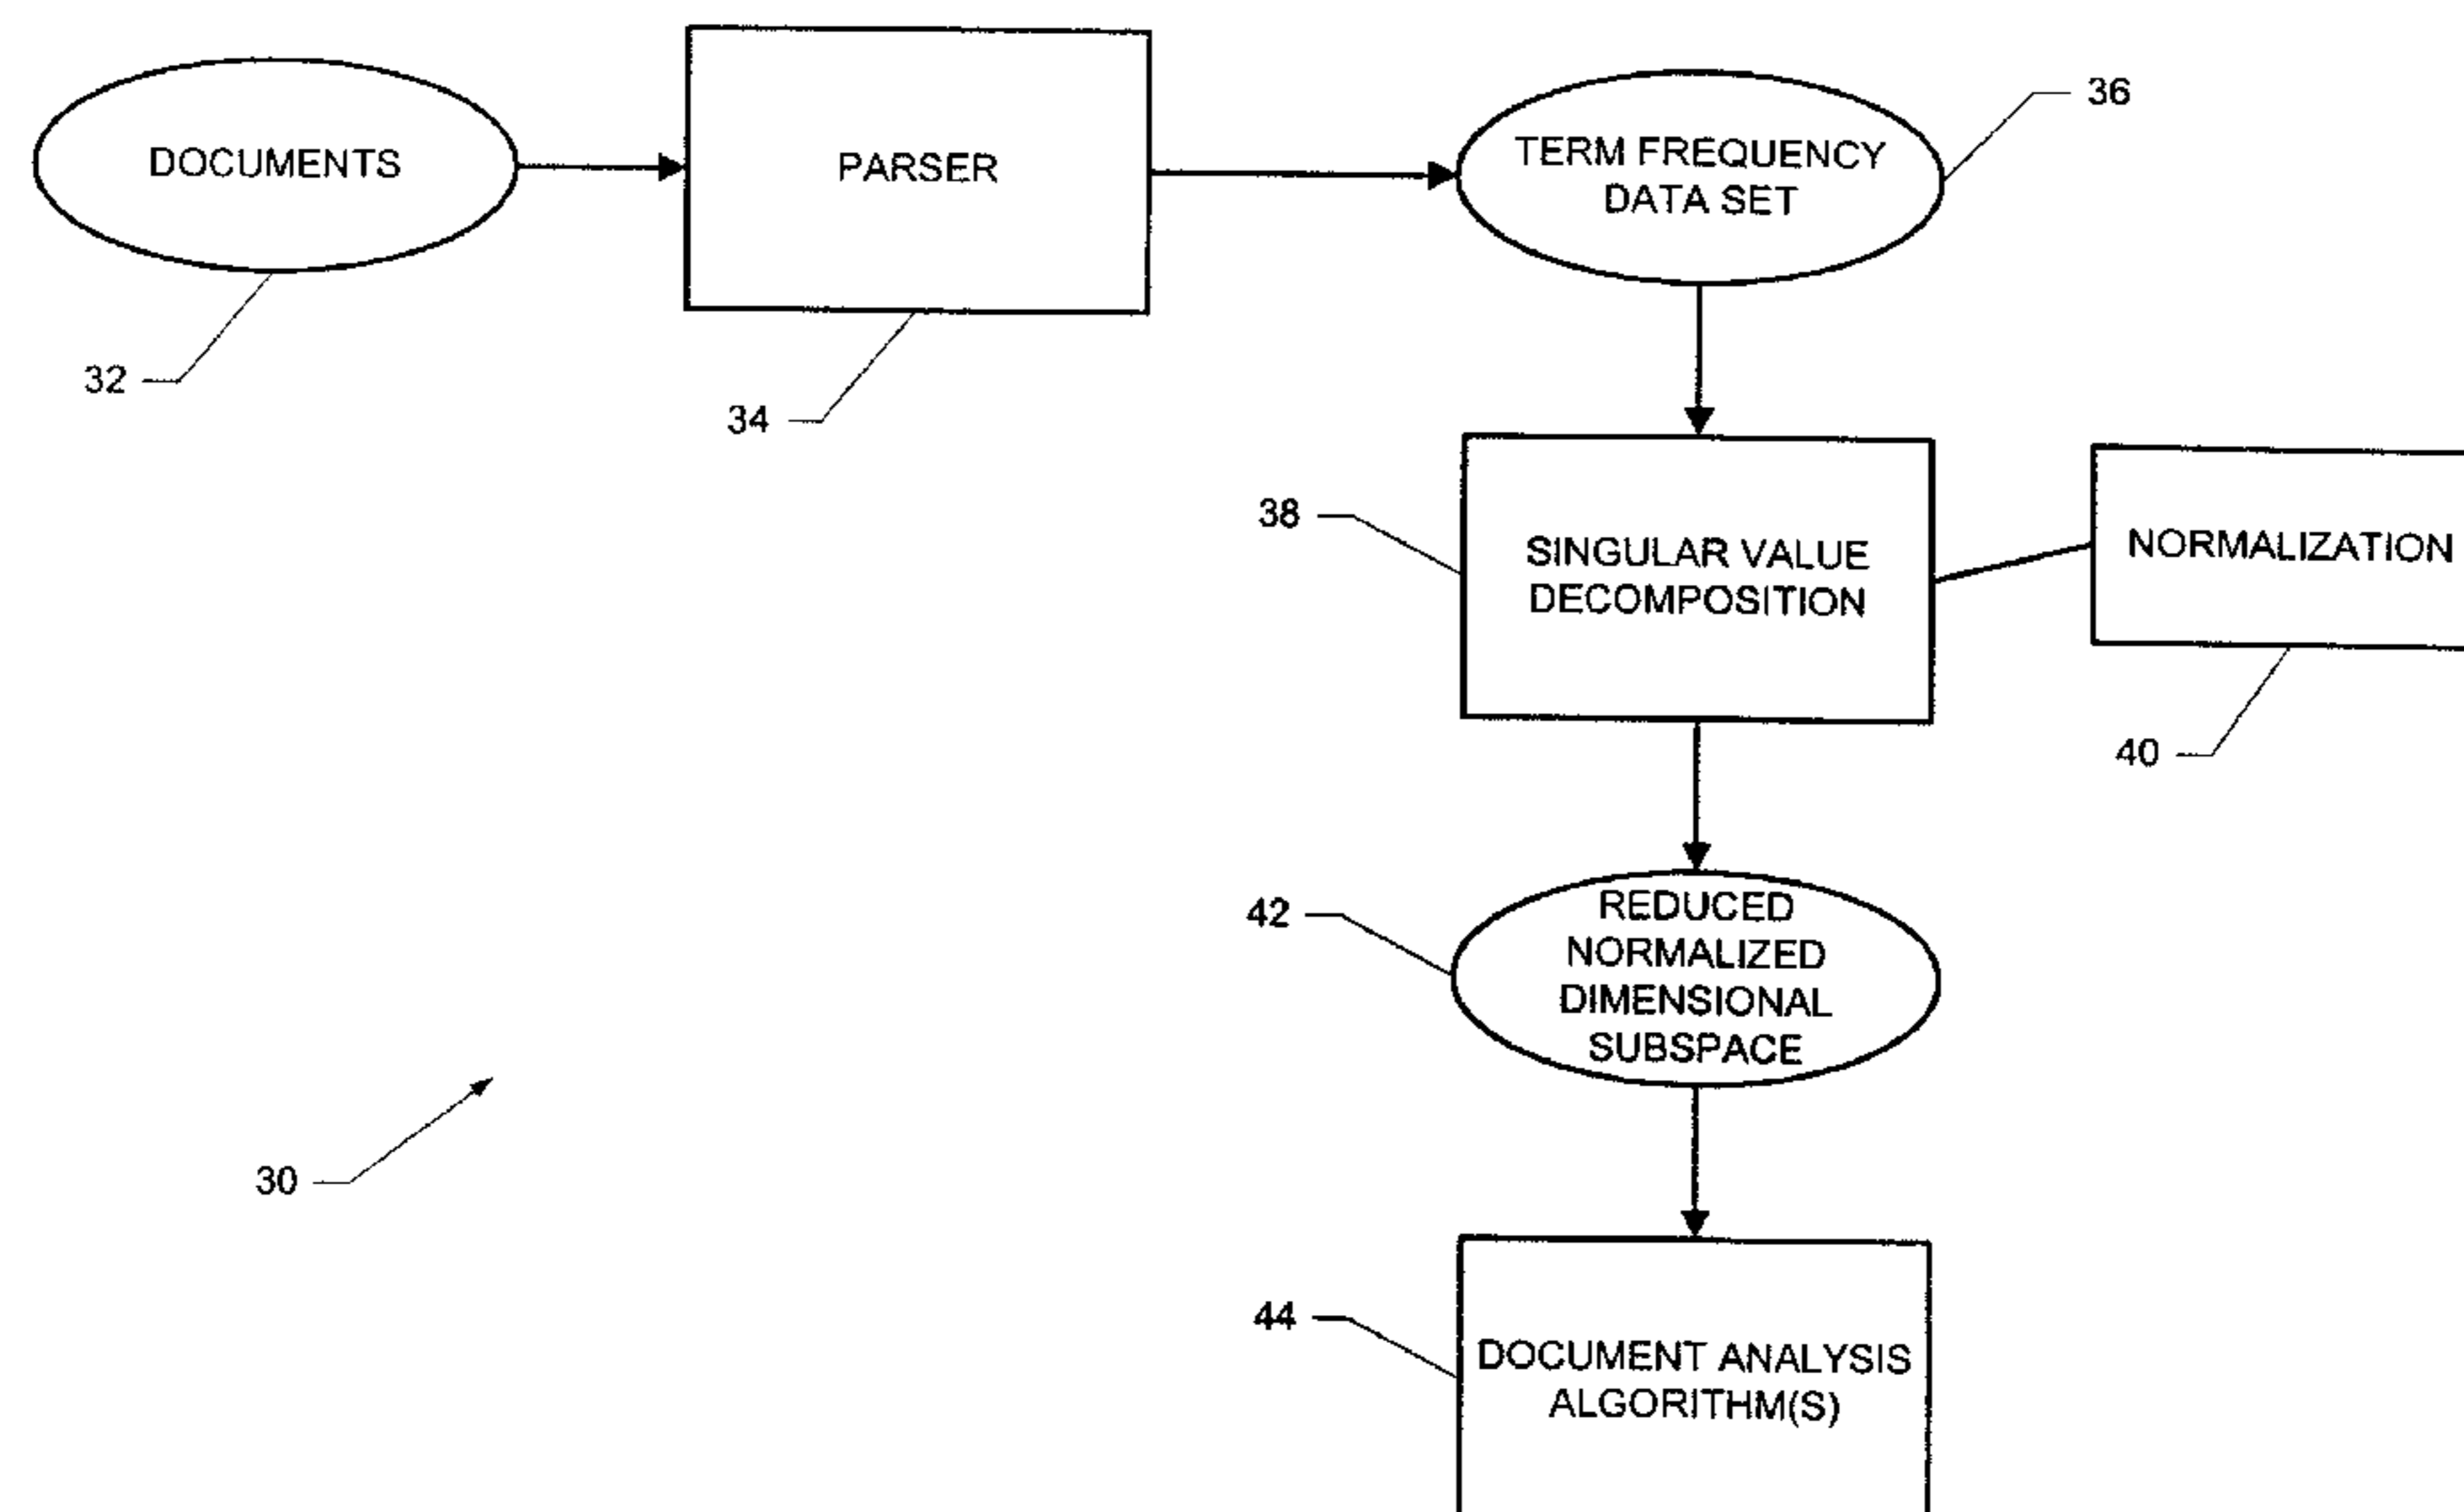 DOCUMENTS
PARSER
TERM FREQUENCY
DATA SET
36
32
34
38
SINGULAR VALUE
DECOMPOSITION
NORMALIZATION
40
42
REDUCED
NORMALIZED
DIMENSIONAL
SUBSPACE
30
44
DOCUMENT ANALYSIS
ALGORITHM(S)